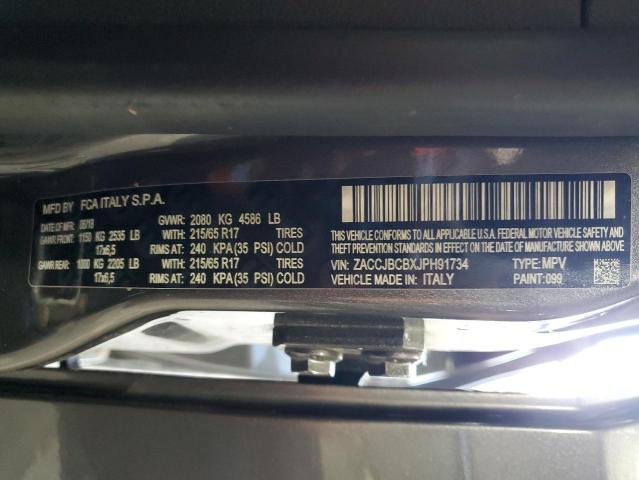 MFD BY FCA ITALY S.P.A.
DATE OF MFR: 05/18 GVWR: 2080 KG 4586 LB
GAWR FRONT: 1150 KG 2535 LB WITH: 215/65 R17 TIRES
17x6,5 RIMS AT: 240 KPA (35 PSI) COLD
GAWR REAR: 1000 KG 2205 LB WITH: 215/65 R17 TIRES
17x6,5 RIMS AT: 240 KPA (35 PSI) COLD
THIS VEHICLE CONFORMS TO ALL APPLICABLE U.S.A. FEDERAL MOTOR
VEHICLE SAFETY, BUMPER, AND THEFT PREVENTION STANDARDS IN
EFFECT ON THE DATE OF MANUFACTURE SHOWN ABOVE.
VIN: ZACCJBCBXJPH91734 TYPE: MPV
VEHICLE MADE IN: ITALY PAINT: 099